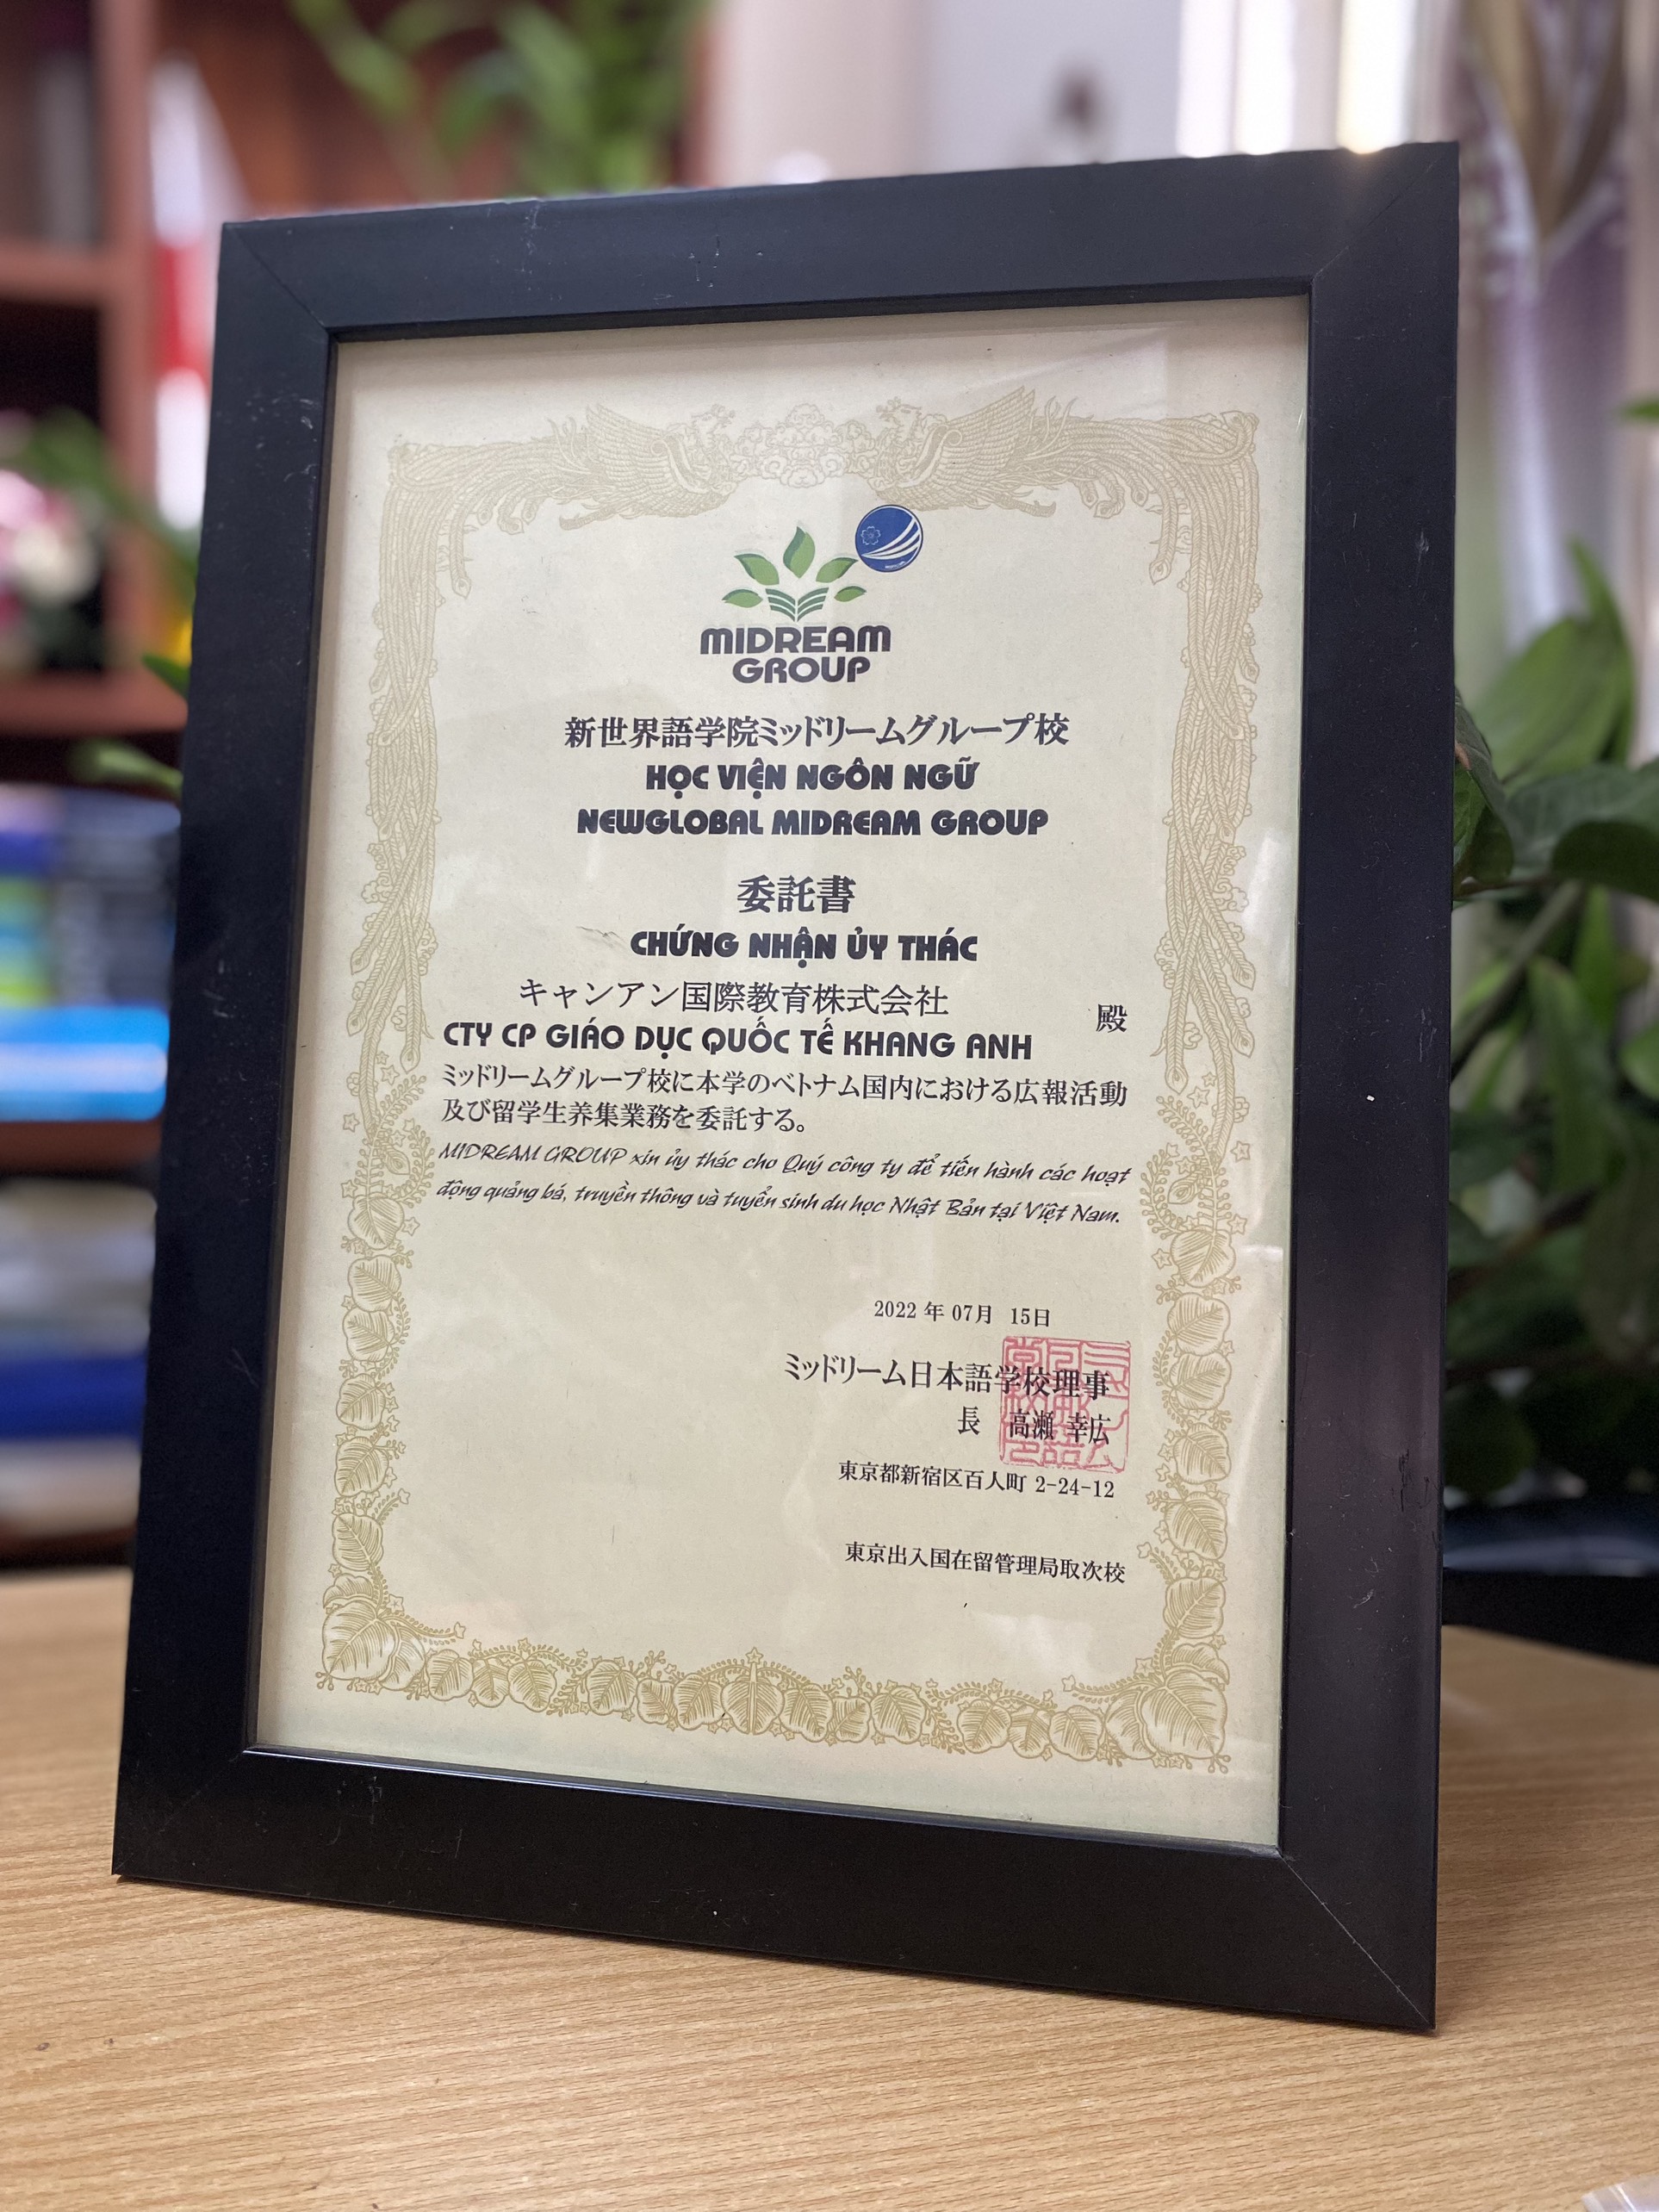 MIDREAM
GROUP
新世界語学院ミッドリームグループ校
HỌC VIỆN NGÔN NGỮ
NEWGLOBAL MIDREAM GROUP
委託書
CHỨNG NHẬN ỦY THÁC
キャンアン国際教育株式会社
殿
CTY CP GIÁO DỤC QUỐC TẾ KHANG ANH
ミッドリームグループ校に本学のベトナム国内における広報活動
及び留学生养集業務を委託する。
MIDREAM GROUP xin ủy thác cho Quý công ty để tiến hành các hoạt
động quảng bá, truyền thông và tuyển sinh du học Nhật Bản tại Việt Nam.
2022 年 07月 15日
ミッドリーム日本語学校理事
長 高瀬 幸広
東京都新宿区百人町 2-24-12
東京出入国在留管理局取次校